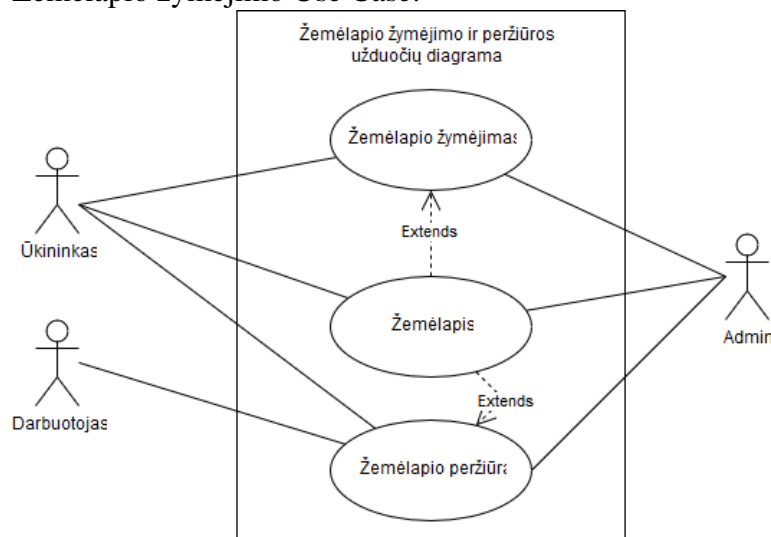 Žemėlapio žymėjimo Use Case:
Žemėlapio žymėjimo ir peržiūros
užduočių diagrama
Žemėlapio žymėjimas
Extends
Ūkininkas
Žemėlapis
Admin
Extends
Darbuotojas
Žemėlapio peržiūra